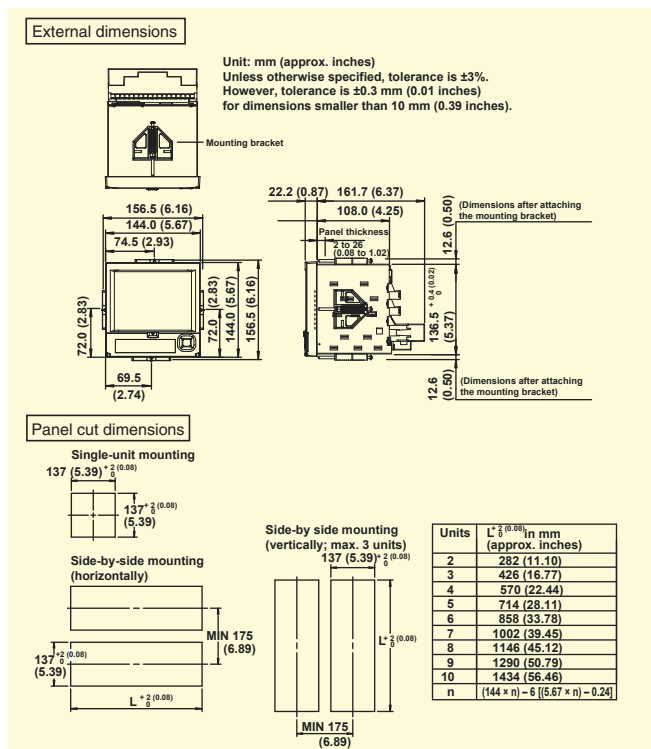 External dimensions
Unit: mm (approx. inches)
Unless otherwise specified, tolerance is ±3%.
However, tolerance is ±0.3 mm (0.01 inches)
for dimensions smaller than 10 mm (0.39 inches).
Mounting bracket
156.5 (6.16)
144.0 (5.67)
74.5 (2.93)
72.0 (2.83)
72.0 (2.83)
144.0 (5.67)
156.5 (6.16)
69.5
(2.74)
22.2 (0.87)
161.7 (6.37)
108.0 (4.25)
Panel thickness
2 to 26
(0.08 to 1.02)
12.6 (0.50)
(Dimensions after attaching
the mounting bracket)
136.5 +0.4 (0.02) 0
(5.37)
12.6
(0.50)
(Dimensions after attaching
the mounting bracket)
Panel cut dimensions
Single-unit mounting
137 (5.39) +2 (0.08) 0
137 +2 (0.08) 0
(5.39)
Side-by-side mounting
(horizontally)
MIN 175
(6.89)
137 +2 (0.08) 0
(5.39)
L +2 (0.08) 0
Side-by side mounting
(vertically; max. 3 units)
137 (5.39) +2 (0.08) 0
L +2 (0.08) 0
MIN 175
(6.89)
Units L +2 (0.08) 0 in mm
(approx. inches)
2 282 (11.10)
3 426 (16.77)
4 570 (22.44)
5 714 (28.11)
6 858 (33.78)
7 1002 (39.45)
8 1146 (45.12)
9 1290 (50.79)
10 1434 (56.46)
n (144 × n) – 6 [(5.67 × n) – 0.24]